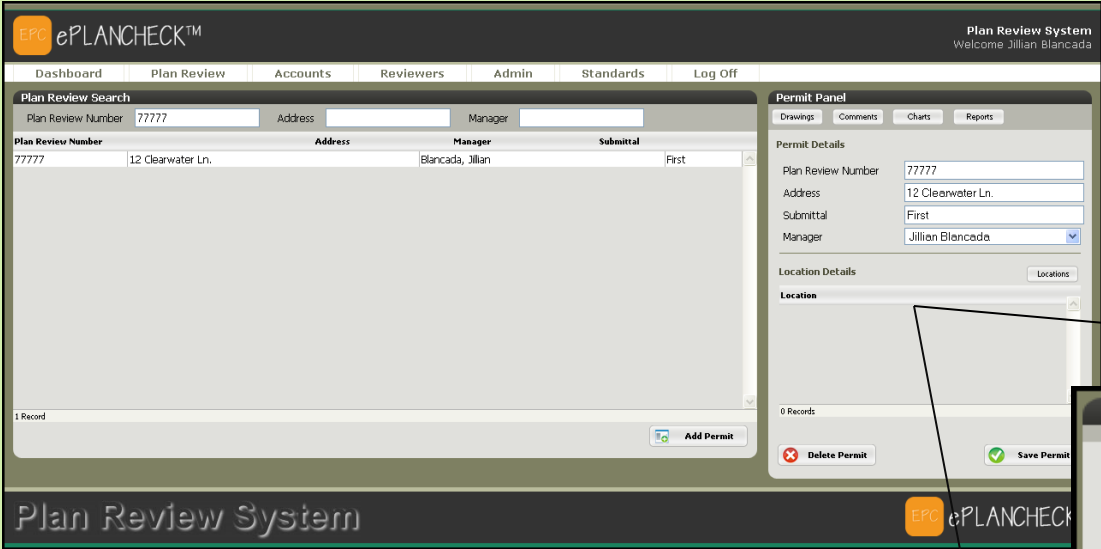 EPC ePLANCHECK™
Plan Review System
Welcome Jillian Blancada
Dashboard Plan Review Accounts Reviewers Admin Standards Log Off
Plan Review Search
Plan Review Number 77777 Address Manager
Plan Review Number Address Manager Submittal
77777 12 Clearwater Ln. Blancada, Jillian First
1 Record
Add Permit
Permit Panel
Drawings Comments Charts Reports
Permit Details
Plan Review Number 77777
Address 12 Clearwater Ln.
Submittal First
Manager Jillian Blancada
Location Details Locations
Location
0 Records
Delete Permit Save Permit
Plan Review System
EPC ePLANCHECK